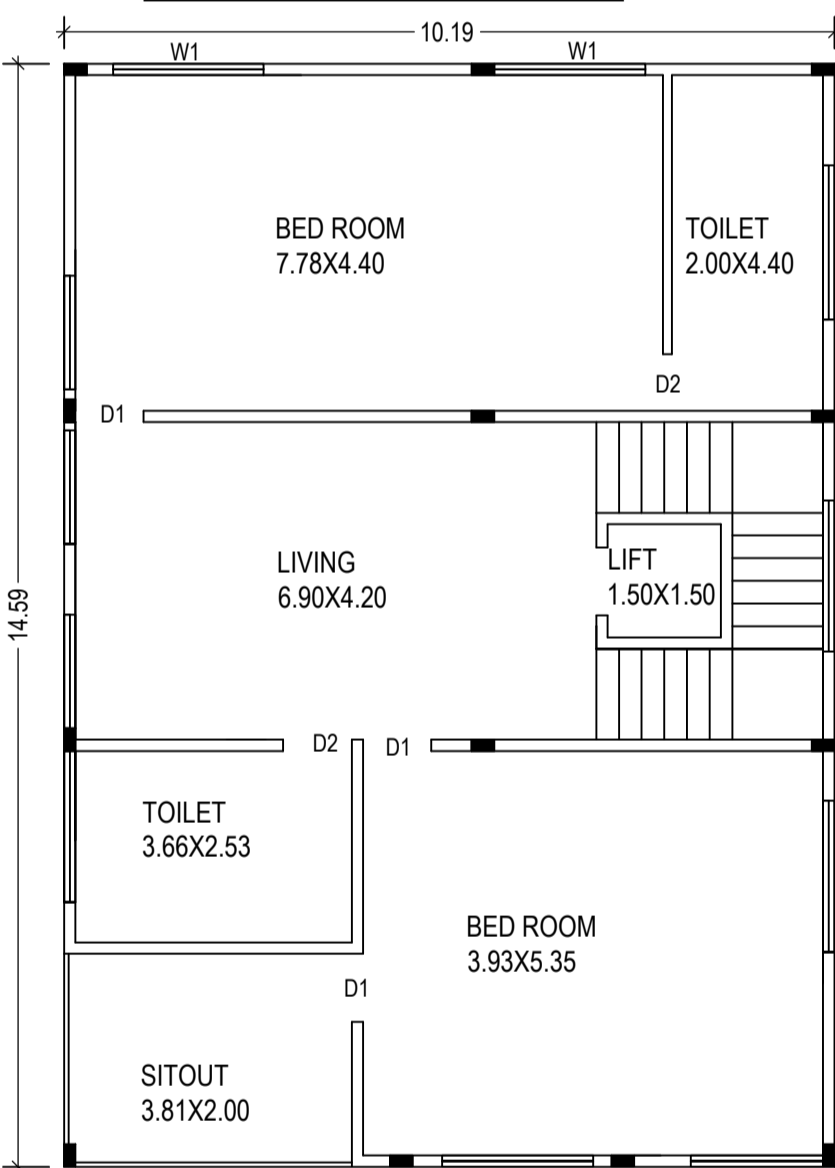 10.19
W1
W1
BED ROOM
7.78X4.40
TOILET
2.00X4.40
D2
D1
LIVING
6.90X4.20
LIFT
1.50X1.50
14.59
D2
D1
TOILET
3.66X2.53
BED ROOM
3.93X5.35
D1
SITOUT
3.81X2.00